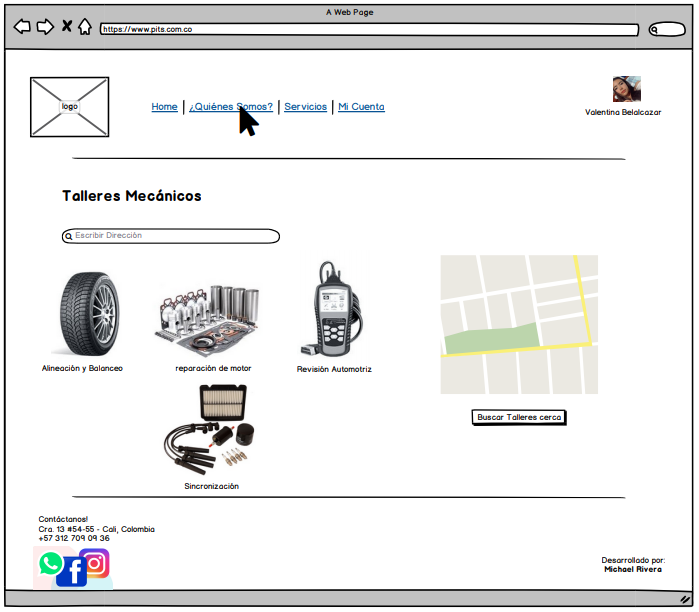 A Web Page
https://www.pits.com.co
logo
Home | ¿Quiénes Somos? | Servicios | Mi Cuenta
Valentina Belalcazar
Talleres Mecánicos
Escribir Dirección
Alineación y Balanceo
reparación de motor
Revisión Automotriz
Buscar Talleres cerca
Sincronización
Contáctanos!
Cra. 13 #54-55 - Cali, Colombia
+57 312 709 09 36
Desarrollado por:
Michael Rivera